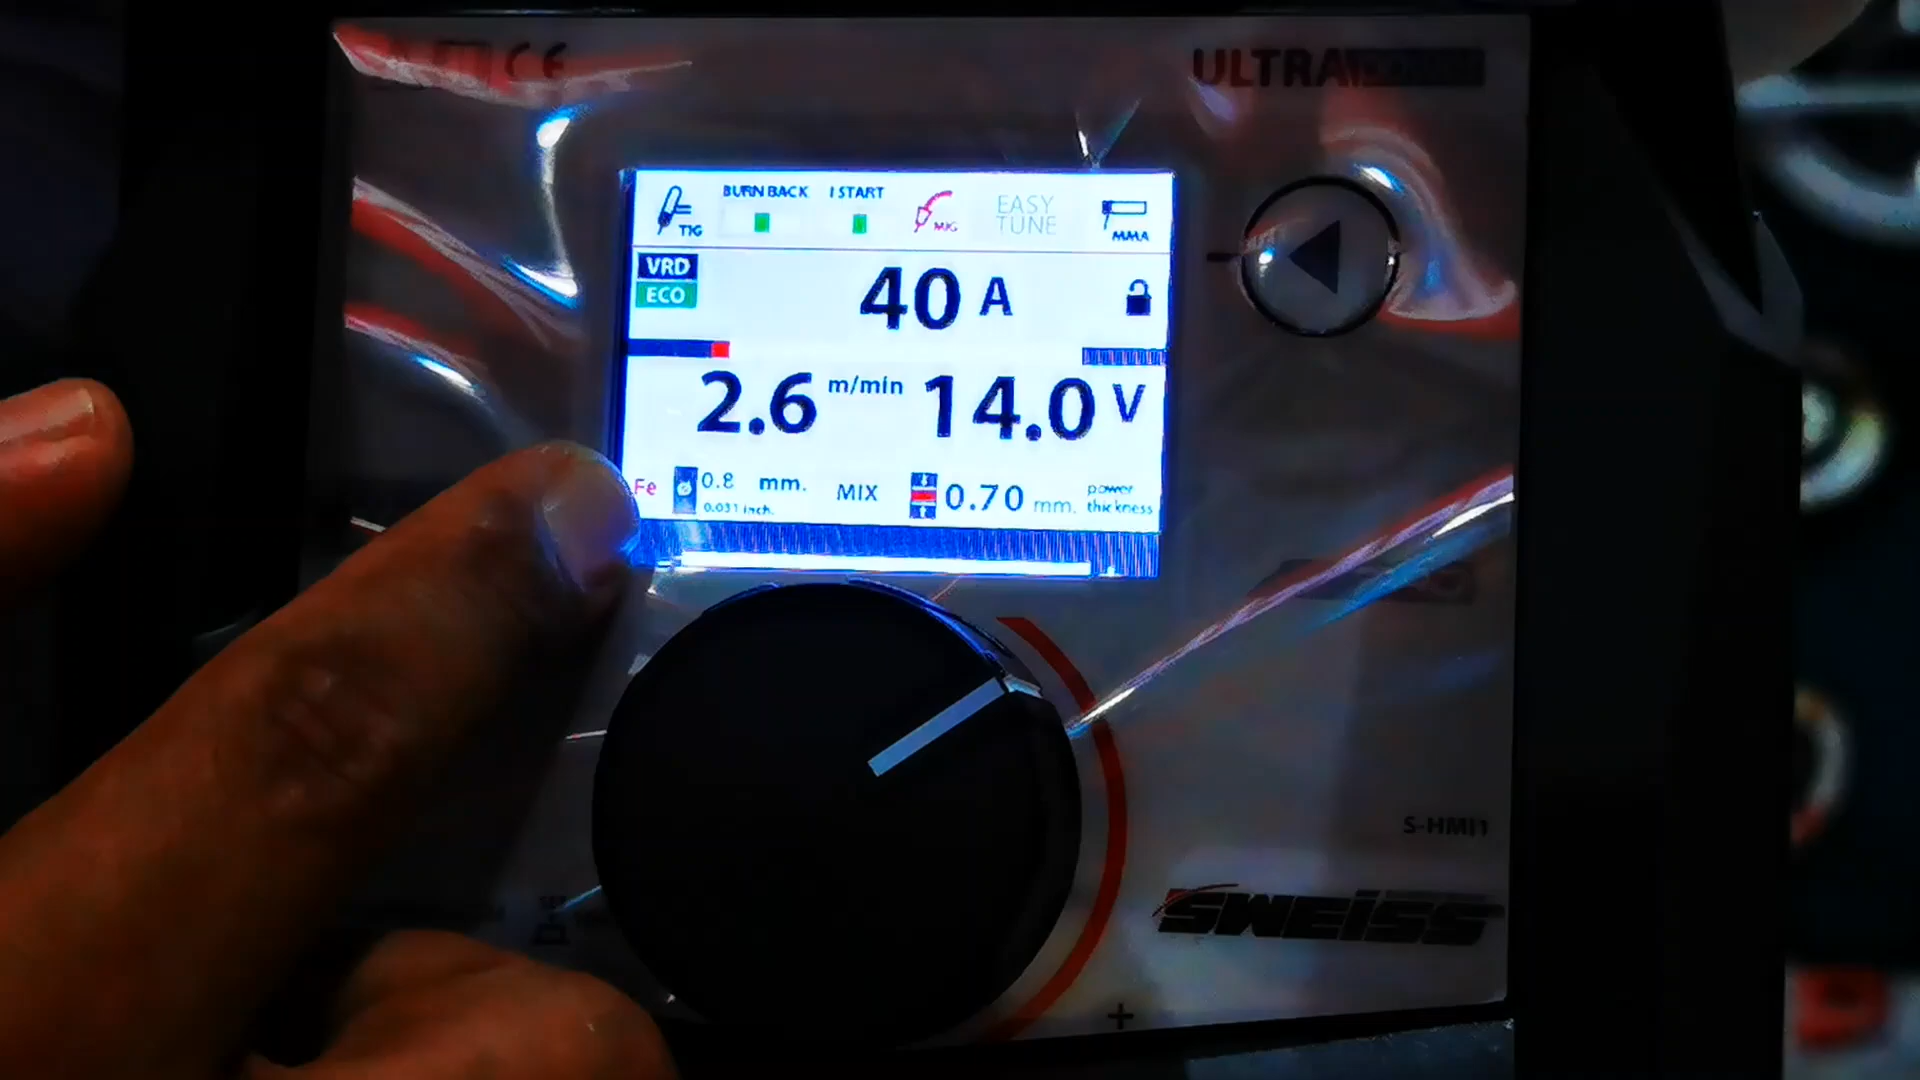 CE
ULTRA
BURN BACK
I START
TIG
MIG
EASY
TUNE
MMA
VRD
ECO
40 A
2.6 m/min 14.0 V
Fe
0.8 mm.
0.031 inch.
MIX
0.70 mm.
power
thickness
S-HMI1
SWEISS
+